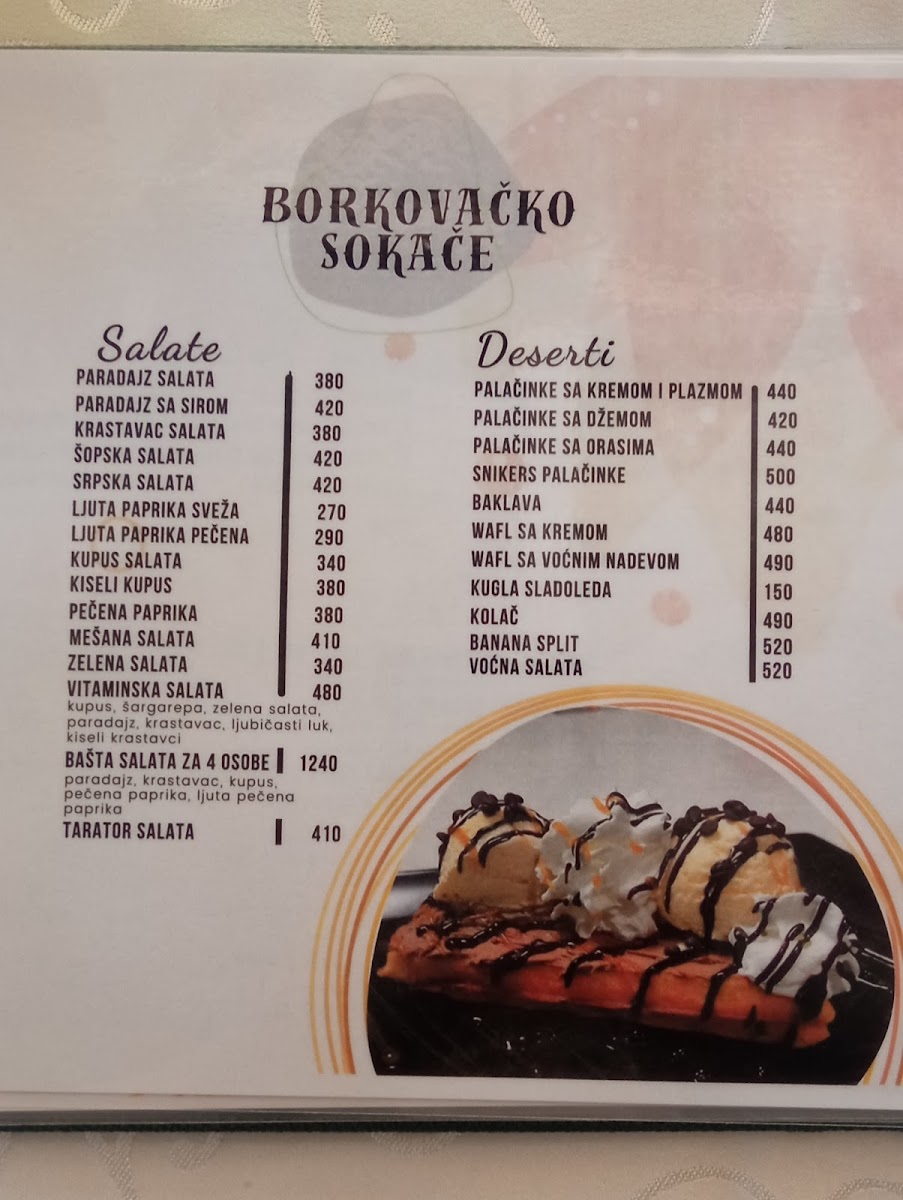 BORKOVAČKO
SOKAČE
Salate
PARADAJZ SALATA 380
PARADAJZ SA SIROM 420
KRASTAVAC SALATA 380
ŠOPSKA SALATA 420
SRPSKA SALATA 420
LJUTA PAPRIKA SVEŽA 270
LJUTA PAPRIKA PEČENA 290
KUPUS SALATA 340
KISELI KUPUS 380
PEČENA PAPRIKA 380
MEŠANA SALATA 410
ZELENA SALATA 340
VITAMINSKA SALATA 480
kupus, šargarepa, zelena salata,
paradajz, krastavac, ljubičasti luk,
kiseli krastavci
BAŠTA SALATA ZA 4 OSOBE 1240
paradajz, krastavac, kupus,
pečena paprika, ljuta pečena
paprika
TARATOR SALATA 410
Deserti
PALAČINKE SA KREMOM I PLAZMOM 440
PALAČINKE SA DŽEMOM 420
PALAČINKE SA ORASIMA 440
SNIKERS PALAČINKE 500
BAKLAVA 440
WAFL SA KREMOM 480
WAFL SA VOĆNIM NADEVOM 490
KUGLA SLADOLEDA 150
KOLAČ 490
BANANA SPLIT 520
VOĆNA SALATA 520